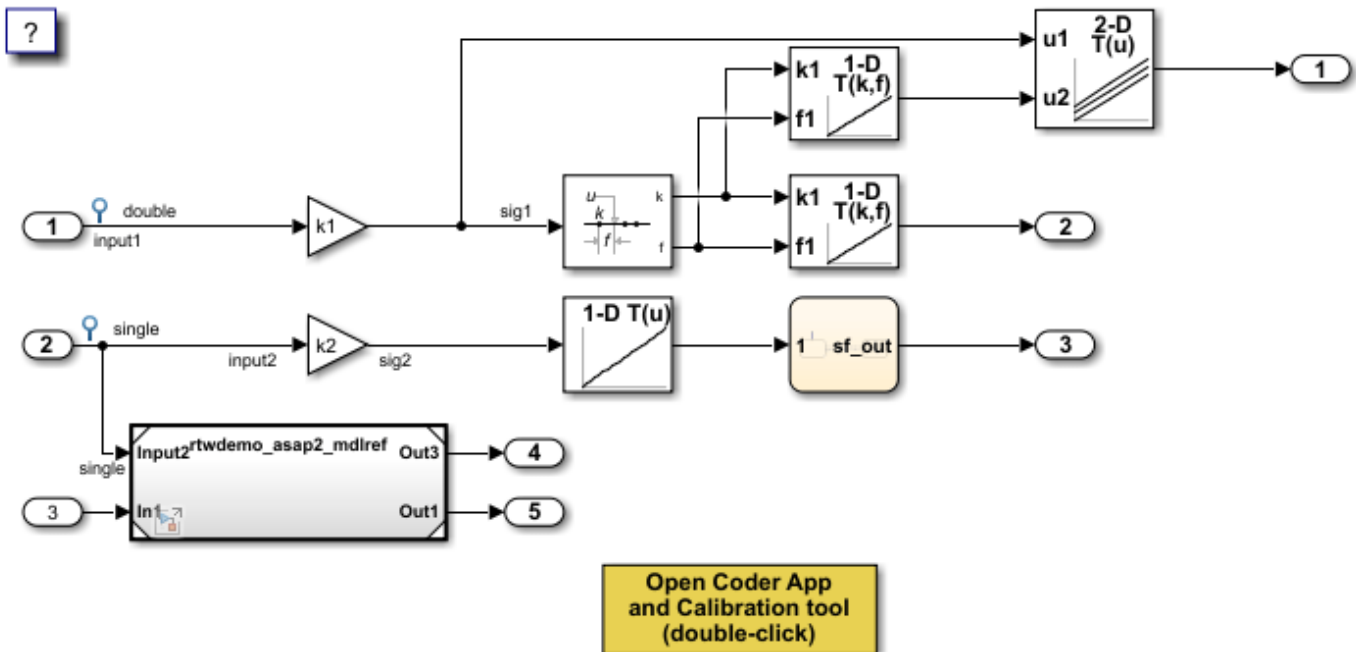 ?
u1
2-D
T(u)
u2
1
k1
1-D
T(k,f)
f1
1
double
input1
k1
sig1
u
k
f
k
f
k1
1-D
T(k,f)
f1
2
2
single
input2
k2
sig2
1-D T(u)
1
sf_out
3
Input2
rtwdemo_asap2_mdlref
Out3
4
single
3
In1
Out1
5
Open Coder App
and Calibration tool
(double-click)